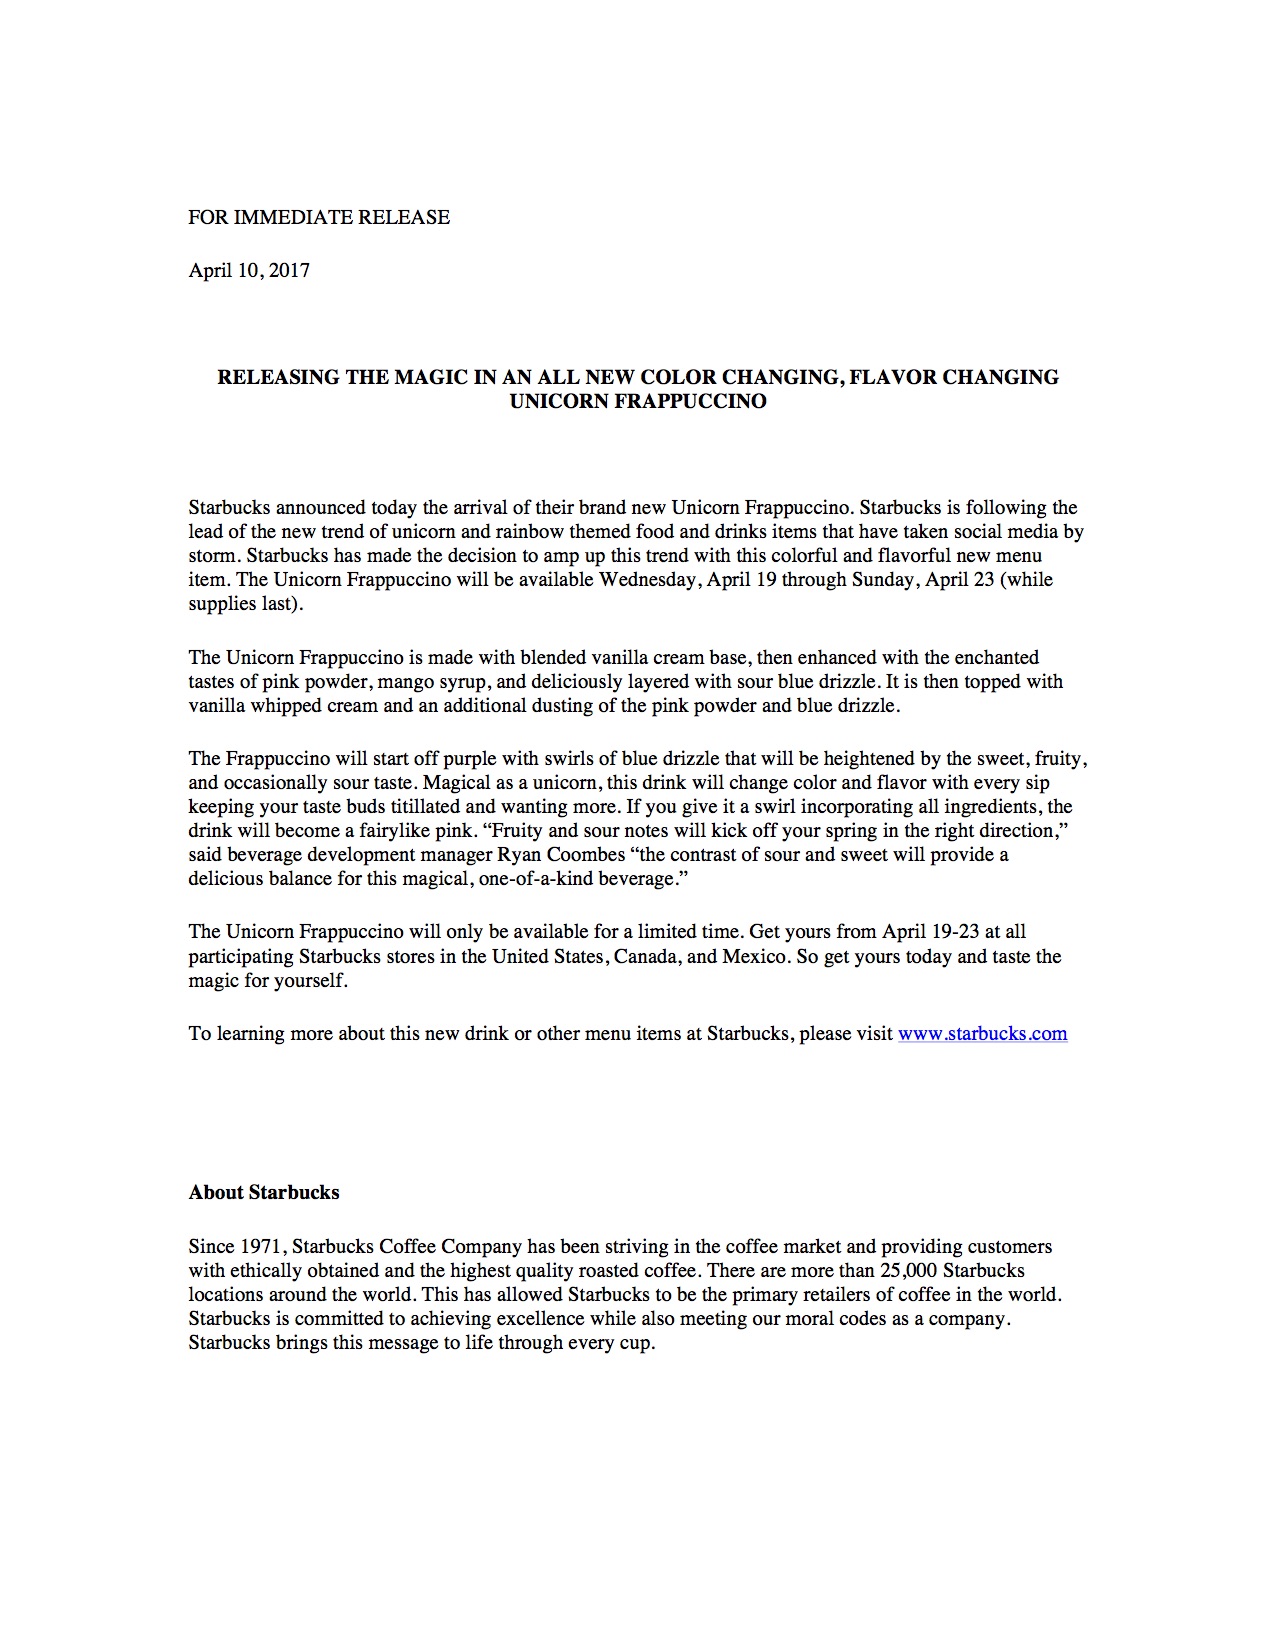 FOR IMMEDIATE RELEASE
April 10, 2017
RELEASING THE MAGIC IN AN ALL NEW COLOR CHANGING, FLAVOR CHANGING
UNICORN FRAPPUCCINO
Starbucks announced today the arrival of their brand new Unicorn Frappuccino. Starbucks is following the
lead of the new trend of unicorn and rainbow themed food and drinks items that have taken social media by
storm. Starbucks has made the decision to amp up this trend with this colorful and flavorful new menu
item. The Unicorn Frappuccino will be available Wednesday, April 19 through Sunday, April 23 (while
supplies last).
The Unicorn Frappuccino is made with blended vanilla cream base, then enhanced with the enchanted
tastes of pink powder, mango syrup, and deliciously layered with sour blue drizzle. It is then topped with
vanilla whipped cream and an additional dusting of the pink powder and blue drizzle.
The Frappuccino will start off purple with swirls of blue drizzle that will be heightened by the sweet, fruity,
and occasionally sour taste. Magical as a unicorn, this drink will change color and flavor with every sip
keeping your taste buds titillated and wanting more. If you give it a swirl incorporating all ingredients, the
drink will become a fairylike pink. “Fruity and sour notes will kick off your spring in the right direction,”
said beverage development manager Ryan Coombes “the contrast of sour and sweet will provide a
delicious balance for this magical, one-of-a-kind beverage.”
The Unicorn Frappuccino will only be available for a limited time. Get yours from April 19-23 at all
participating Starbucks stores in the United States, Canada, and Mexico. So get yours today and taste the
magic for yourself.
To learning more about this new drink or other menu items at Starbucks, please visit www.starbucks.com
About Starbucks
Since 1971, Starbucks Coffee Company has been striving in the coffee market and providing customers
with ethically obtained and the highest quality roasted coffee. There are more than 25,000 Starbucks
locations around the world. This has allowed Starbucks to be the primary retailers of coffee in the world.
Starbucks is committed to achieving excellence while also meeting our moral codes as a company.
Starbucks brings this message to life through every cup.